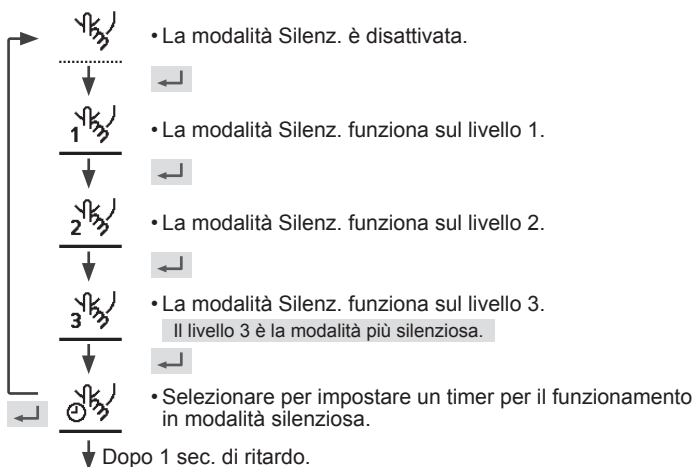 • La modalità Silenz. è disattivata.
1
• La modalità Silenz. funziona sul livello 1.
2
• La modalità Silenz. funziona sul livello 2.
3
• La modalità Silenz. funziona sul livello 3.
Il livello 3 è la modalità più silenziosa.
• Selezionare per impostare un timer per il funzionamento
in modalità silenziosa.
Dopo 1 sec. di ritardo.